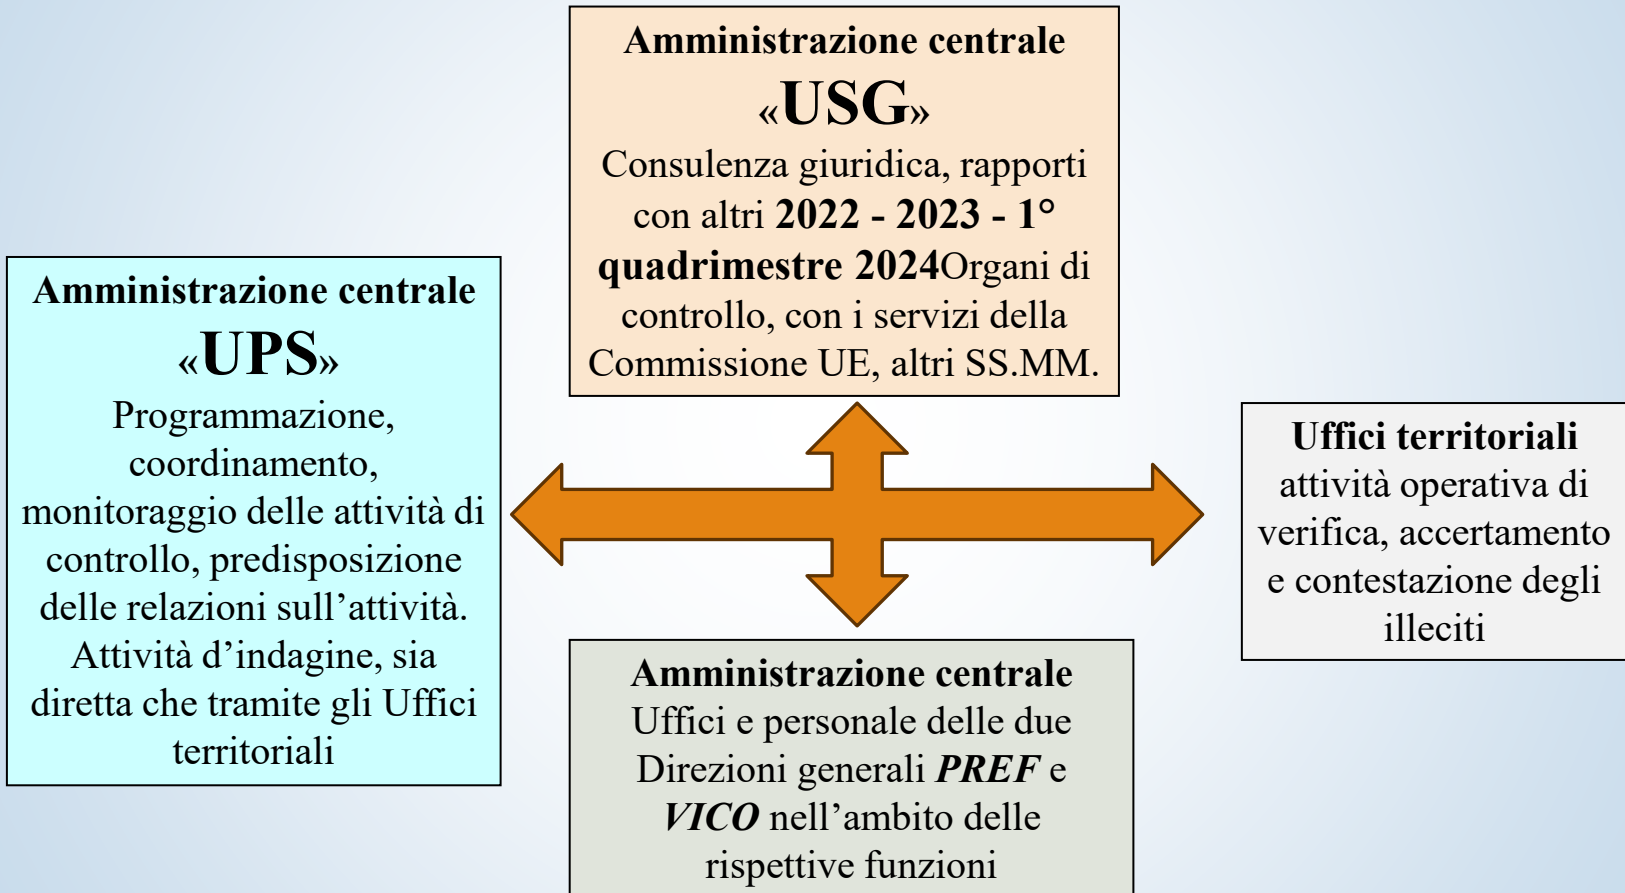 Amministrazione centrale
«USG»
Consulenza giuridica, rapporti
con altri 2022 - 2023 - 1°
quadrimestre 2024Organi di
controllo, con i servizi della
Commissione UE, altri SS.MM.
Amministrazione centrale
«UPS»
Programmazione,
coordinamento,
monitoraggio delle attività di
controllo, predisposizione
delle relazioni sull’attività.
Attività d’indagine, sia
diretta che tramite gli Uffici
territoriali
Uffici territoriali
attività operativa di
verifica, accertamento
e contestazione degli
illeciti
Amministrazione centrale
Uffici e personale delle due
Direzioni generali PREF e
VICO nell’ambito delle
rispettive funzioni